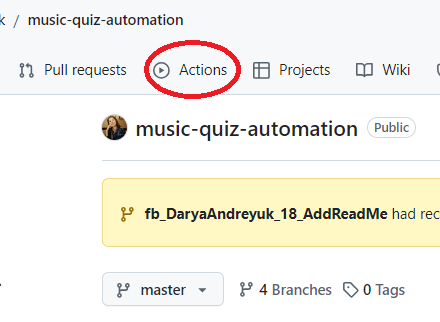 k / music-quiz-automation
Pull requests Actions Projects Wiki
music-quiz-automation Public
fb_DaryaAndreyuk_18_AddReadMe had rec
master 4 Branches 0 Tags